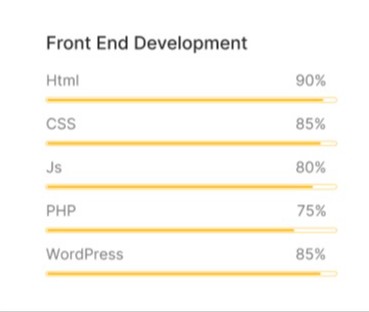 Front End Development
Html 90%
CSS 85%
Js 80%
PHP 75%
WordPress 85%